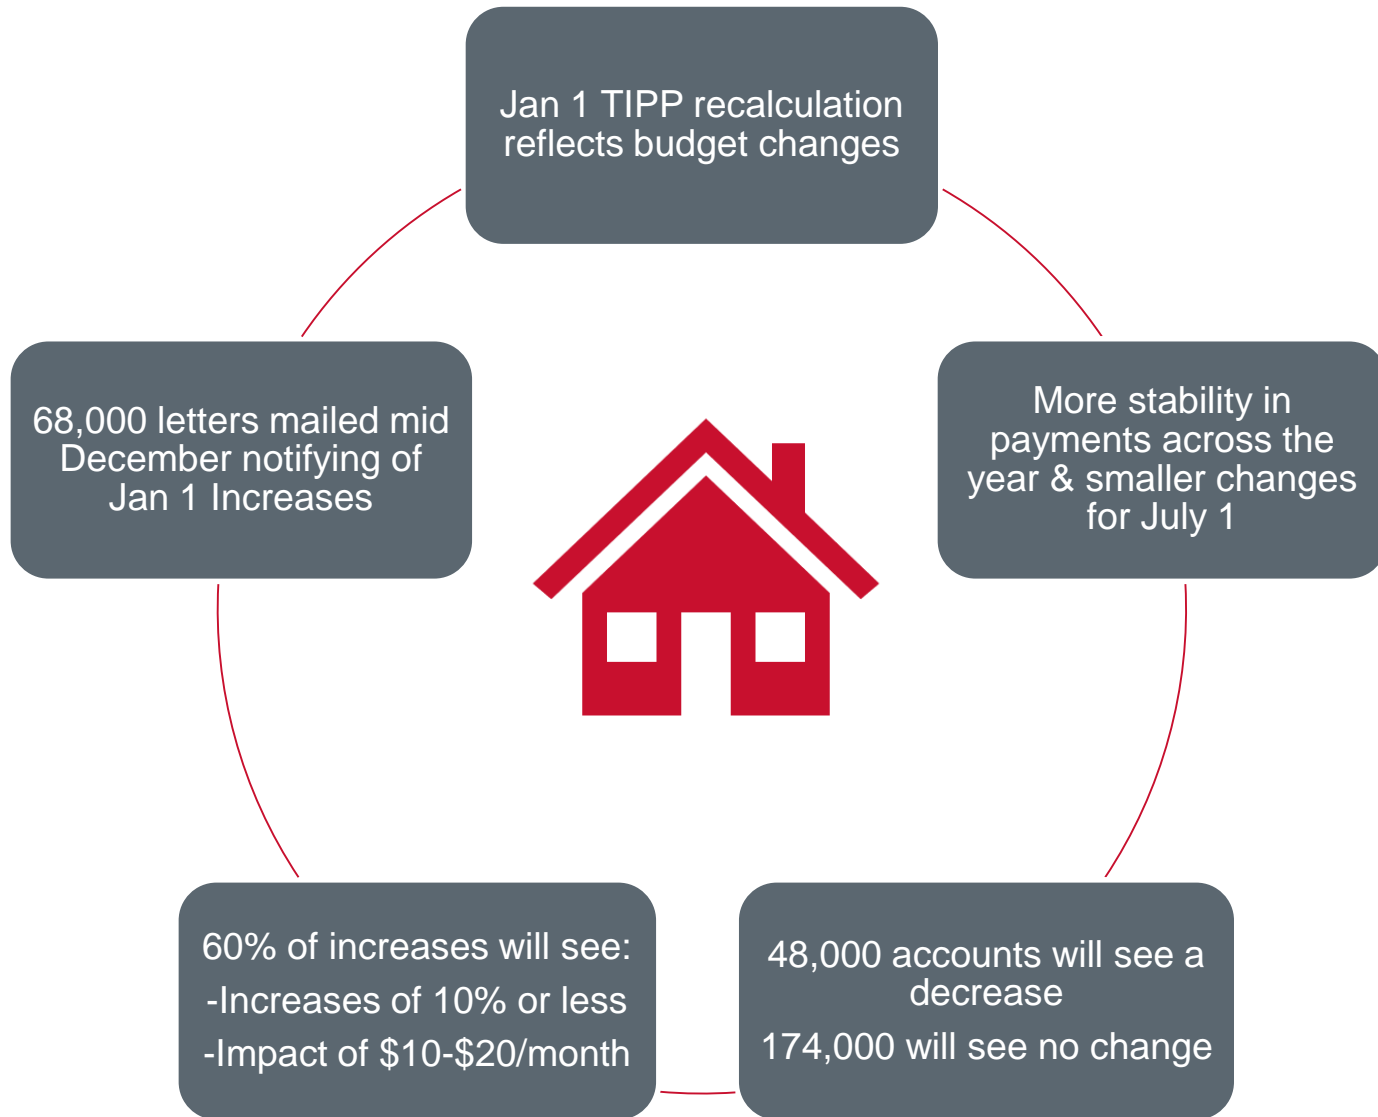 Jan 1 TIPP recalculation
reflects budget changes
More stability in
payments across the
year & smaller changes
for July 1
48,000 accounts will see a
decrease
174,000 will see no change
60% of increases will see:
-Increases of 10% or less
-Impact of $10-$20/month
68,000 letters mailed mid
December notifying of
Jan 1 Increases